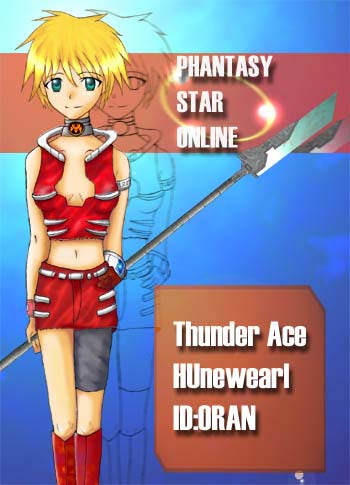 PHANTASY
STAR
ONLINE
Thunder Ace
HUnewearl
ID:ORAN